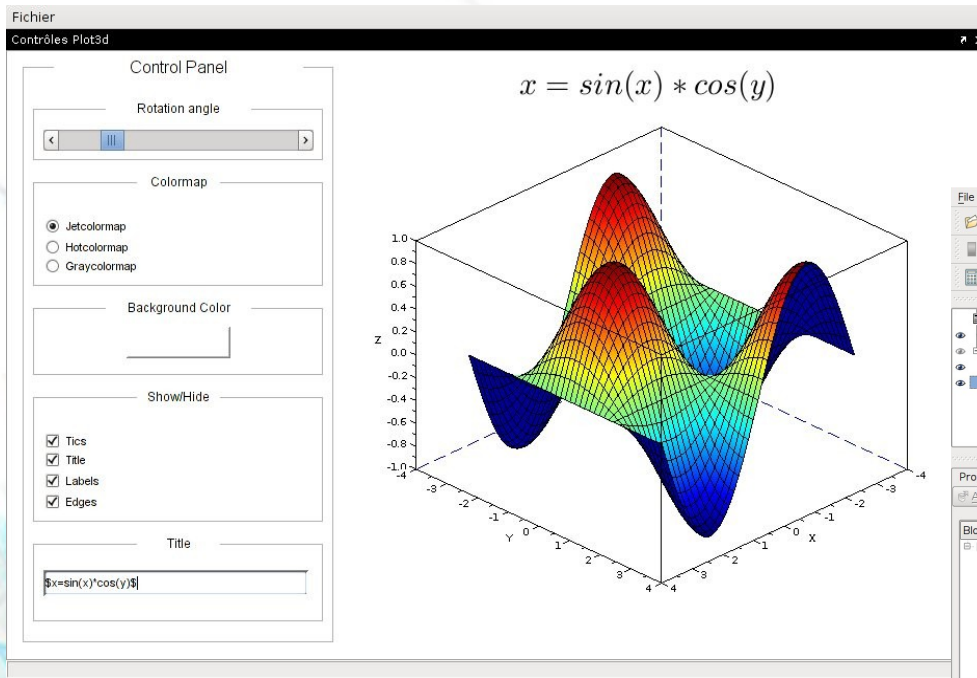 Fichier
Contrôles Plot3d
Control Panel
Rotation angle
Colormap
Jetcolormap
Hotcolormap
Graycolormap
Background Color
Show/Hide
Tics
Title
Labels
Edges
Title
$x=sin(x)*cos(y)$
x = sin(x) * cos(y)
1.0
0.8
0.6
0.4
0.2
0.0
-0.2
-0.4
-0.6
-0.8
-1.0
Z
-4
-3
-2
-1
0
1
2
3
4
Y
4
3
2
1
0
-1
-2
-3
-4
X
File
Pro
Blo